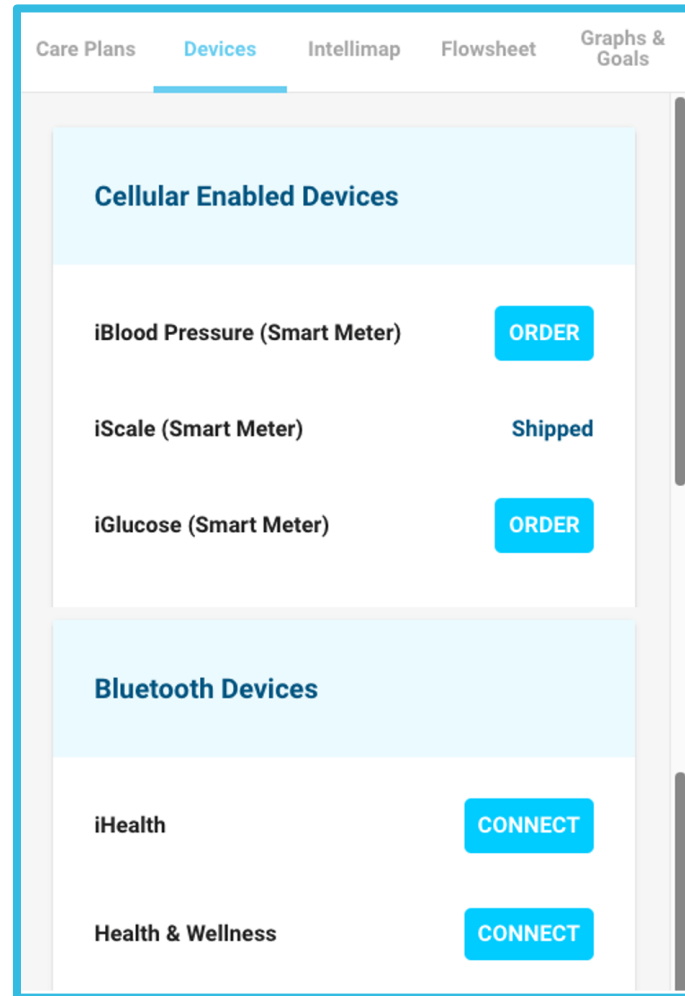 Care Plans
Devices
Intellimap
Flowsheet
Graphs &
Goals
Cellular Enabled Devices
iBlood Pressure (Smart Meter)
ORDER
iScale (Smart Meter)
Shipped
iGlucose (Smart Meter)
ORDER
Bluetooth Devices
iHealth
CONNECT
Health & Wellness
CONNECT